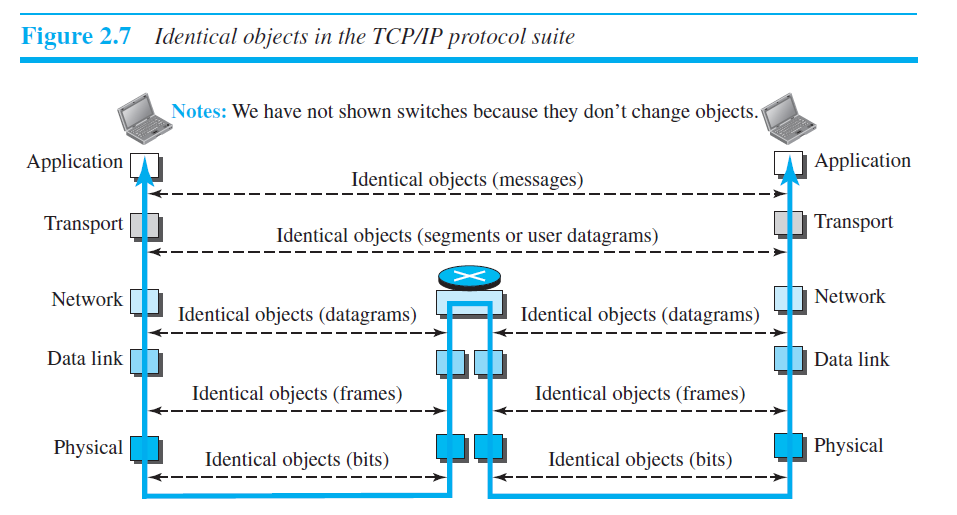 Figure 2.7 Identical objects in the TCP/IP protocol suite
Notes: We have not shown switches because they don’t change objects.
Application
Application
Identical objects (messages)
Transport
Transport
Identical objects (segments or user datagrams)
Network
Network
Identical objects (datagrams)
Identical objects (datagrams)
Data link
Data link
Identical objects (frames)
Identical objects (frames)
Physical
Physical
Identical objects (bits)
Identical objects (bits)